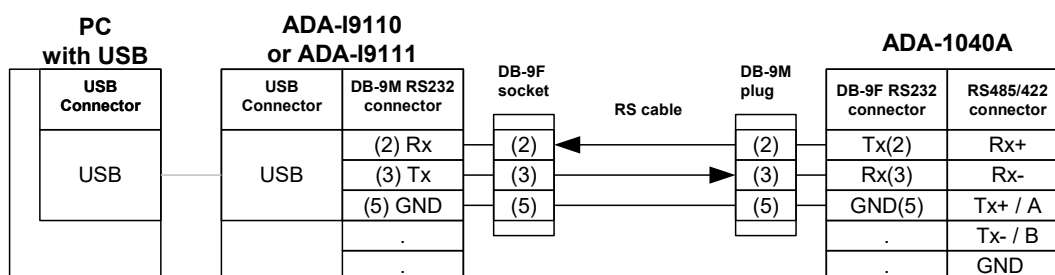 PC
with USB
ADA-I9110
or ADA-I9111
ADA-1040A
USB
Connector
USB
Connector
DB-9M RS232
connector
DB-9F
socket
RS cable
DB-9M
plug
DB-9F RS232
connector
RS485/422
connector
USB
USB
(2) Rx
(2)
(2)
Tx(2)
Rx+
(3) Tx
(3)
(3)
Rx(3)
Rx-
(5) GND
(5)
(5)
GND(5)
Tx+ / A
.
.
Tx- / B
.
.
GND